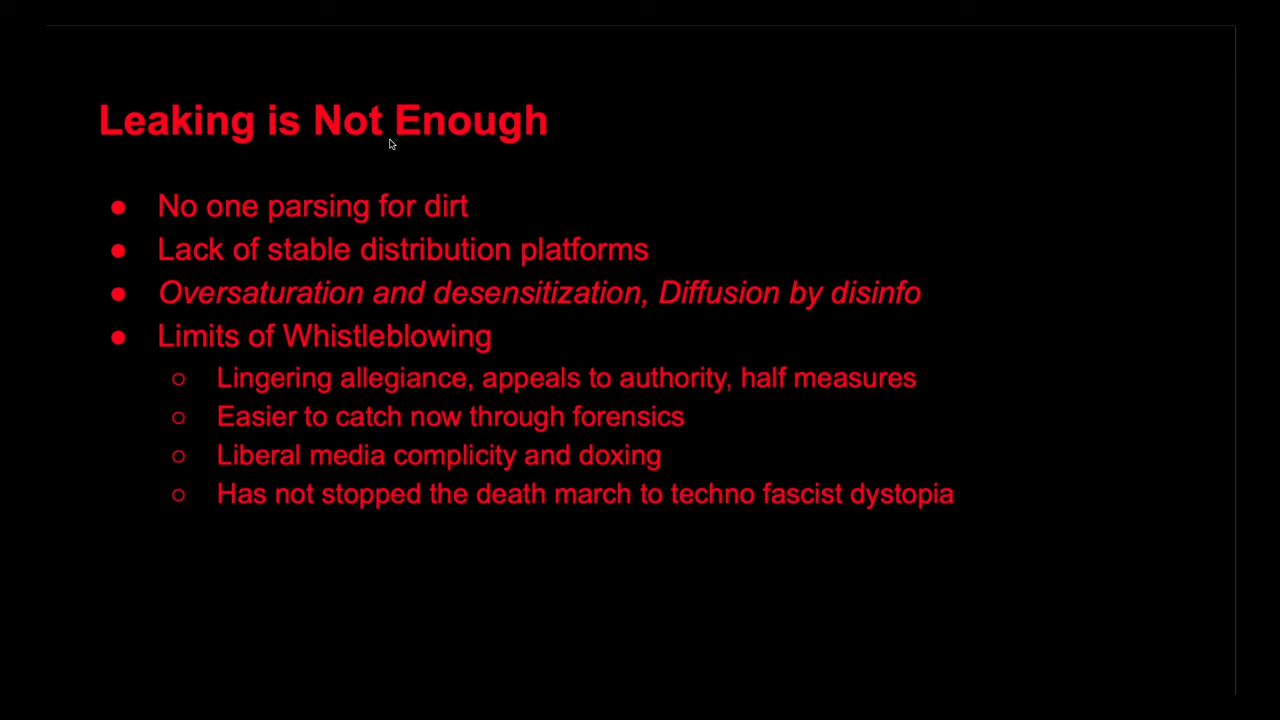 Leaking is Not Enough
● No one parsing for dirt
● Lack of stable distribution platforms
● Oversaturation and desensitization, Diffusion by disinfo
● Limits of Whistleblowing
○ Lingering allegiance, appeals to authority, half measures
○ Easier to catch now through forensics
○ Liberal media complicity and doxing
○ Has not stopped the death march to techno fascist dystopia